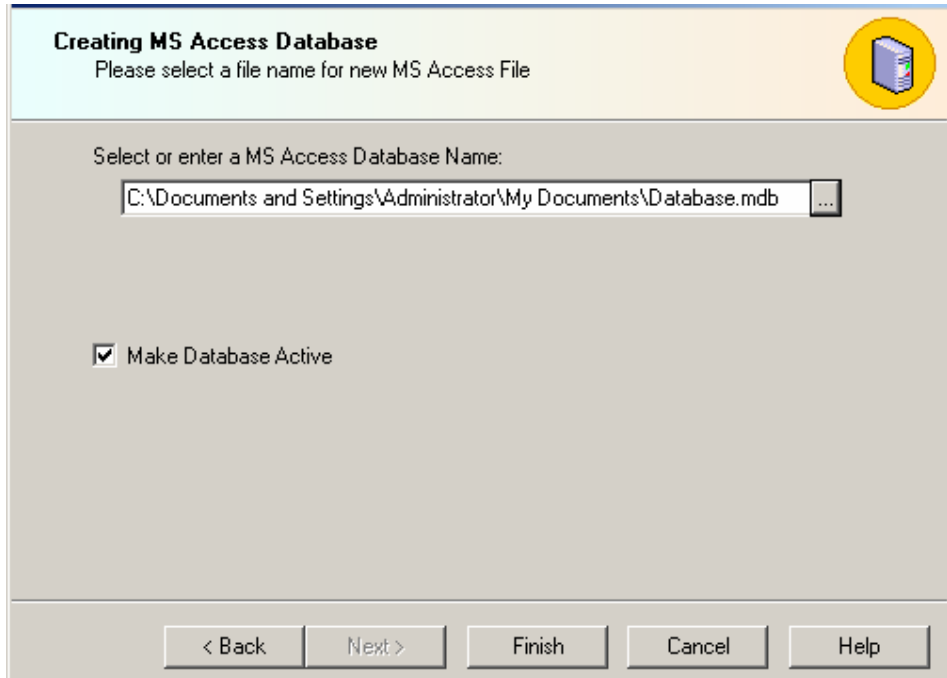 Creating MS Access Database
Please select a file name for new MS Access File
Select or enter a MS Access Database Name:
C:\Documents and Settings\Administrator\My Documents\Database.mdb ...
Make Database Active
< Back Next > Finish Cancel Help